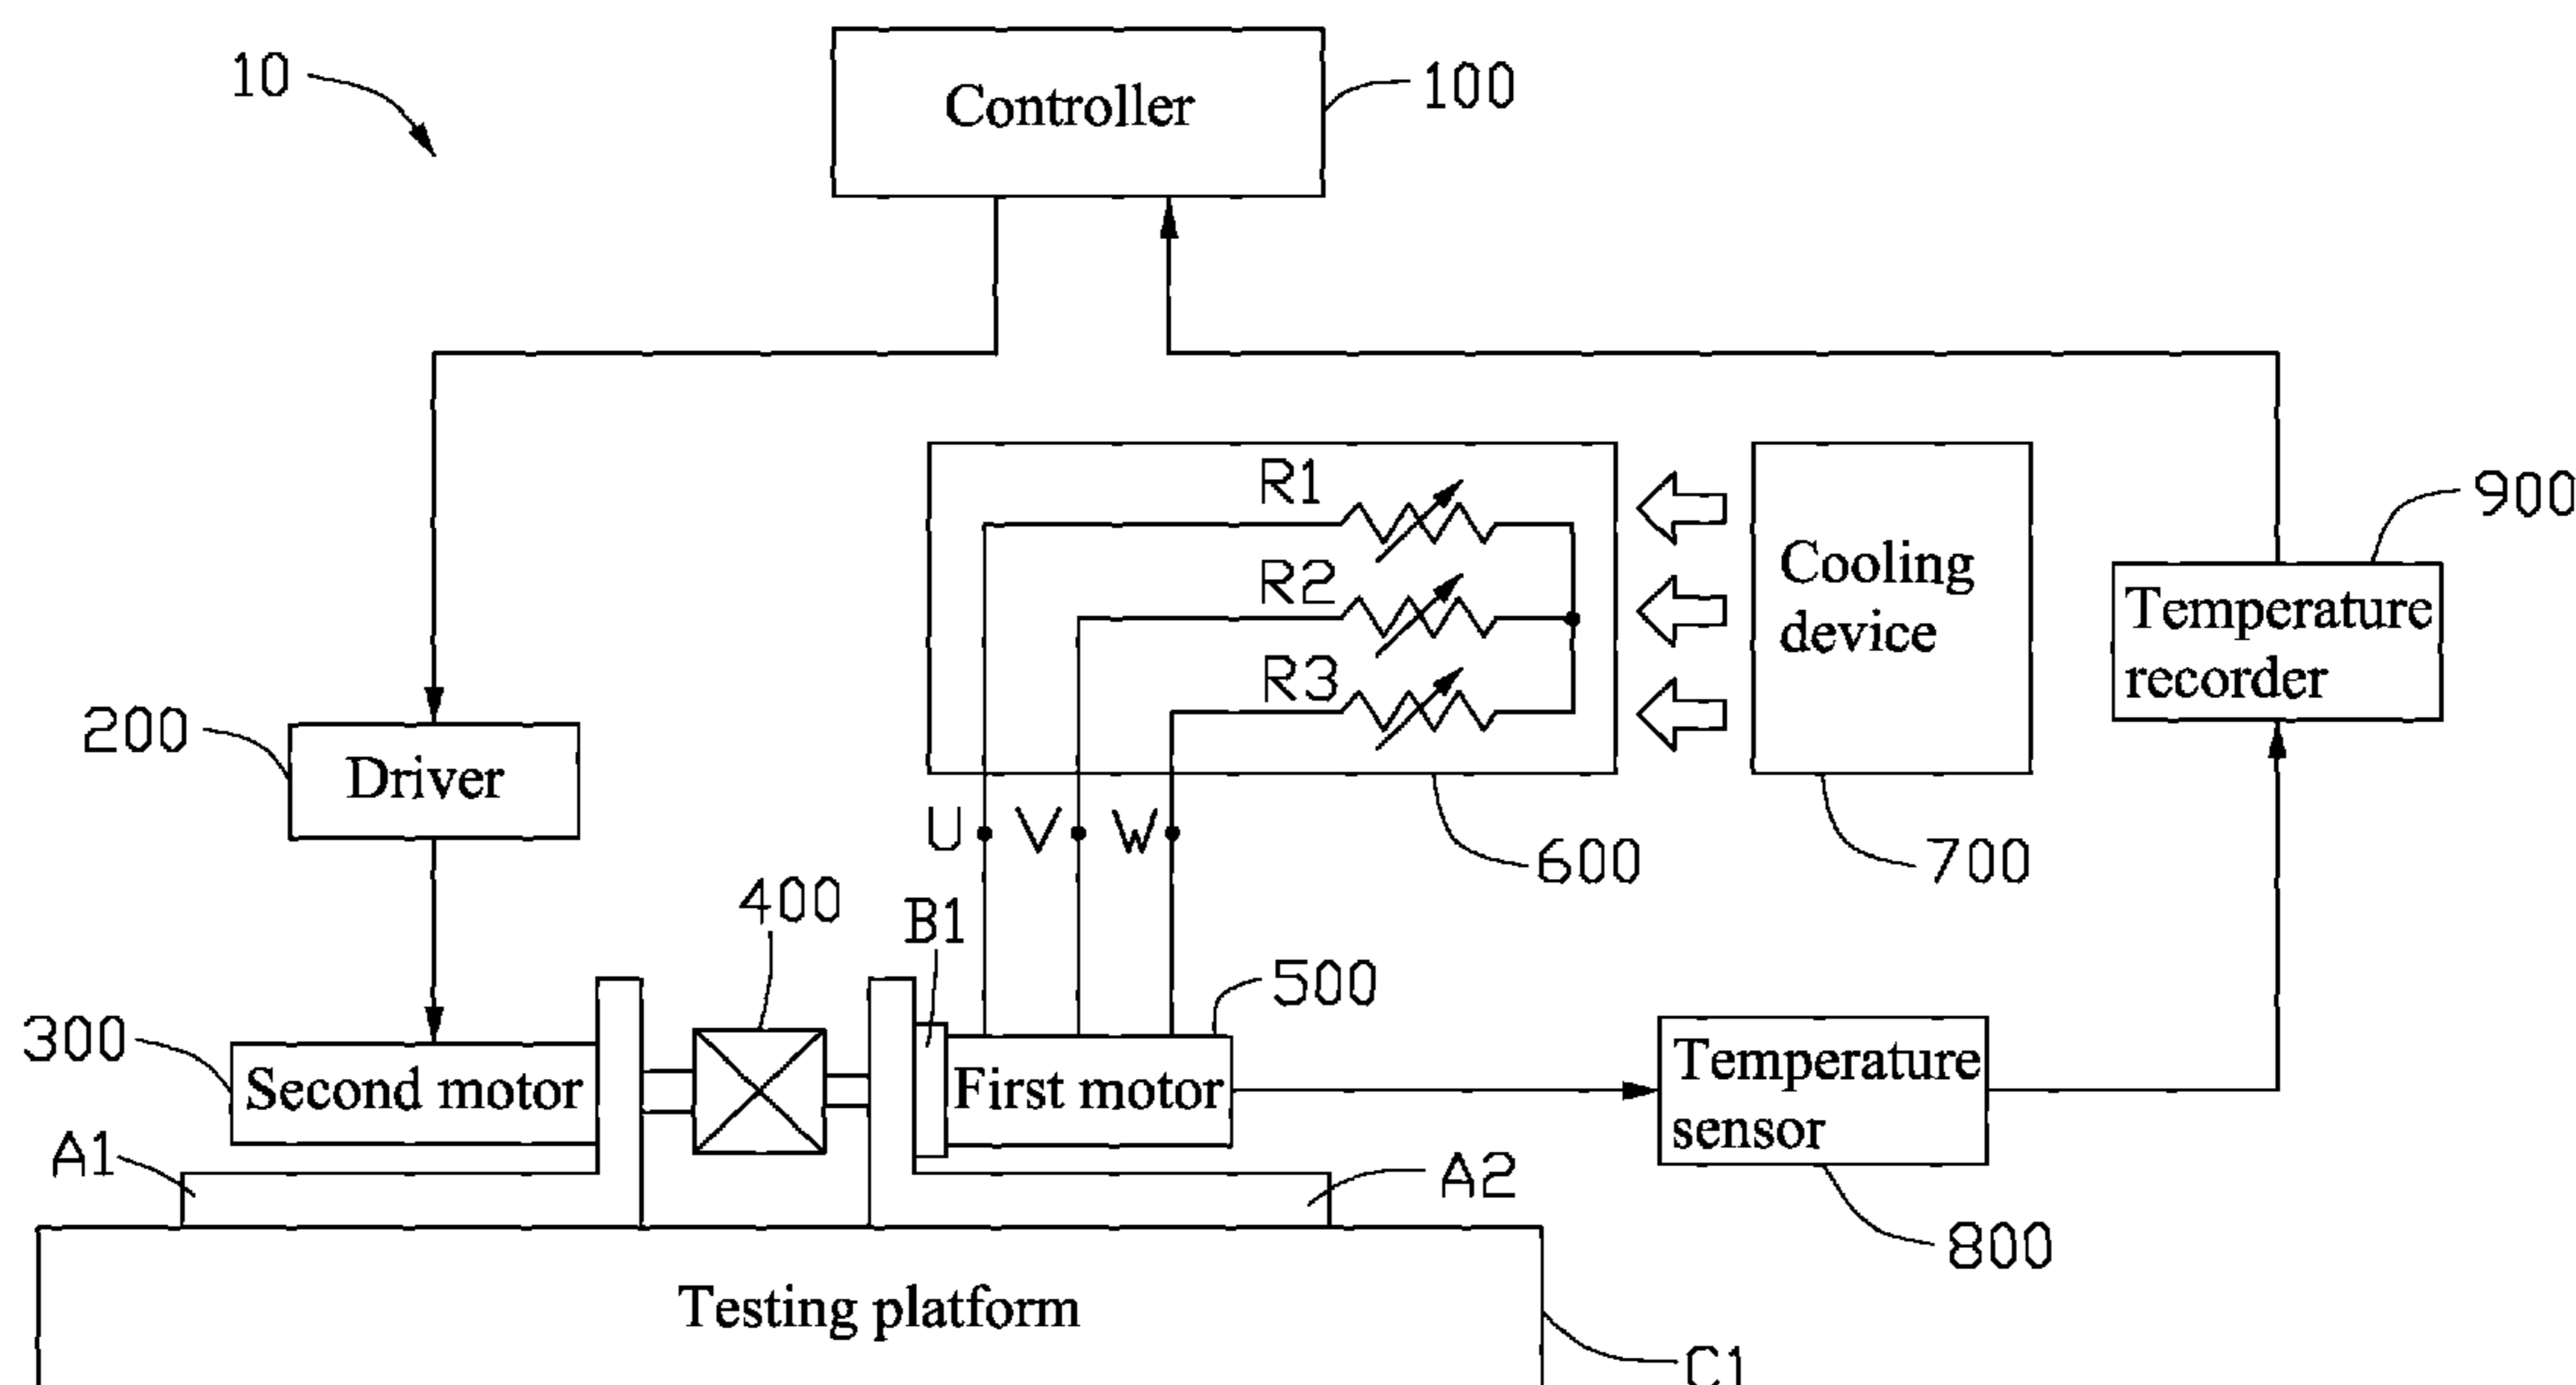 10
Controller
100
R1
900
Cooling
device
R2
Temperature
recorder
R3
200
Driver
U
V
W
600
700
400
B1
500
300
Second motor
First motor
Temperature
sensor
A1
A2
800
Testing platform
C1